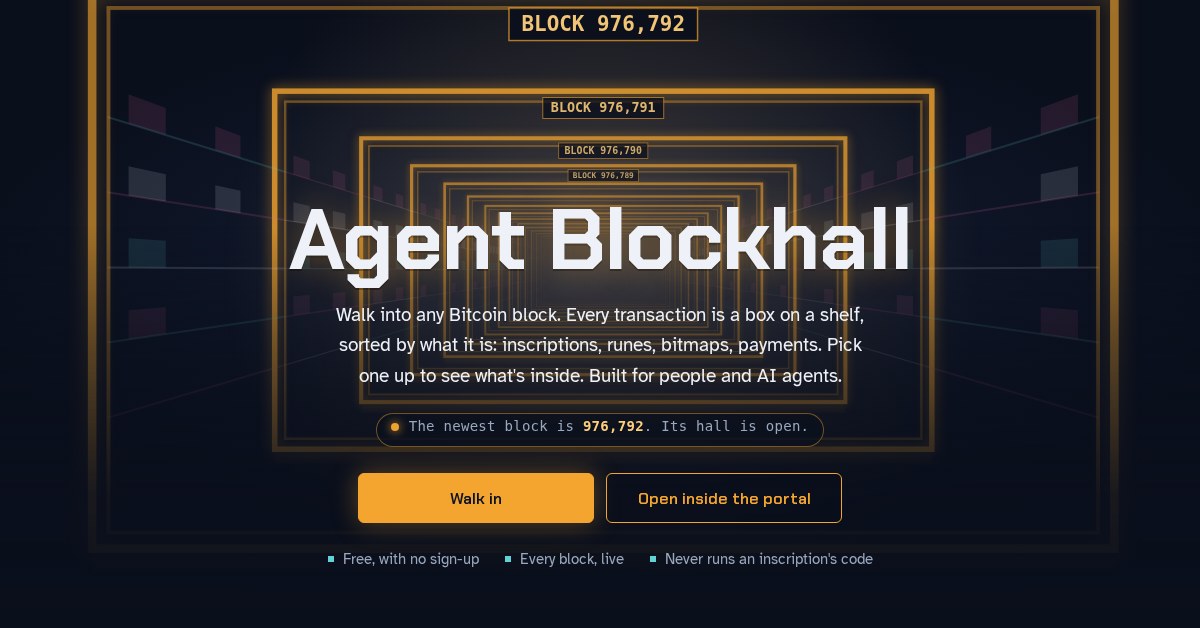 BLOCK 976,792
BLOCK 976,791
BLOCK 976,790
BLOCK 976,789
Agent Blockhall
Walk into any Bitcoin block. Every transaction is a box on a shelf,
sorted by what it is: inscriptions, runes, bitmaps, payments. Pick
one up to see what's inside. Built for people and AI agents.
The newest block is 976,792. Its hall is open.
Walk in
Open inside the portal
Free, with no sign-up
Every block, live
Never runs an inscription's code